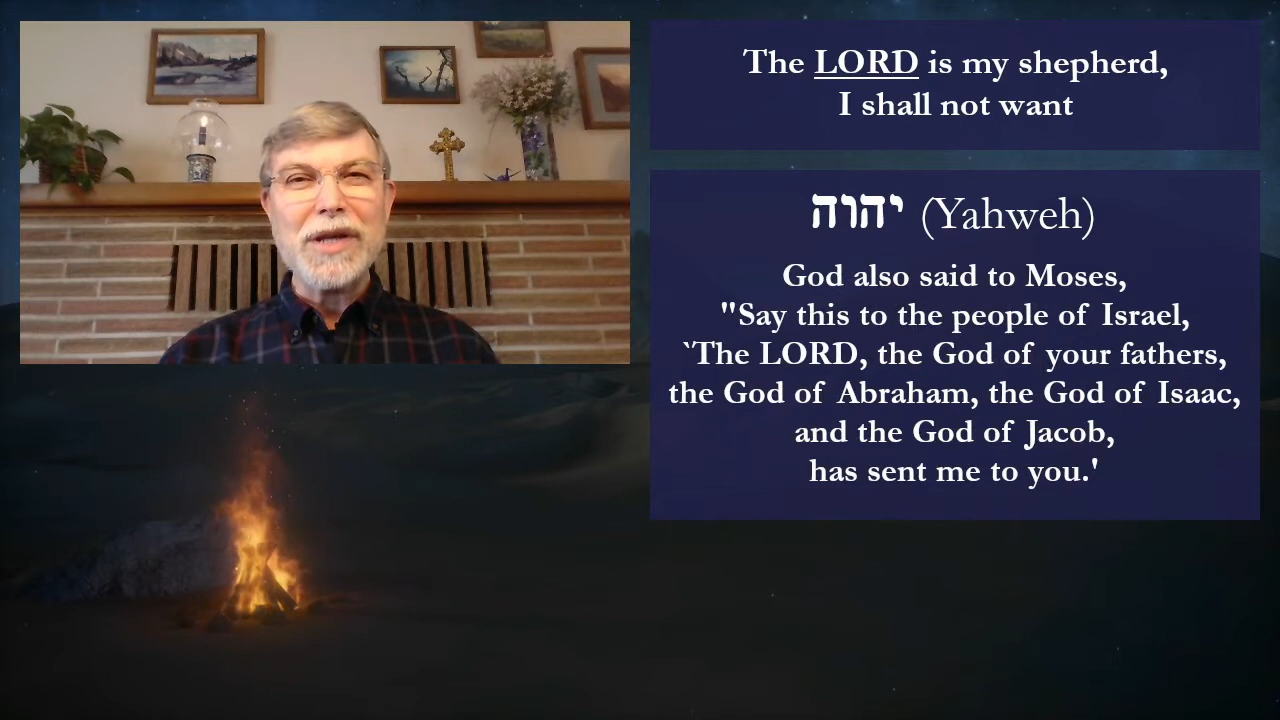 The LORD is my shepherd,
I shall not want
יהוה (Yahweh)
God also said to Moses,
"Say this to the people of Israel,
`The LORD, the God of your fathers,
the God of Abraham, the God of Isaac,
and the God of Jacob,
has sent me to you.'